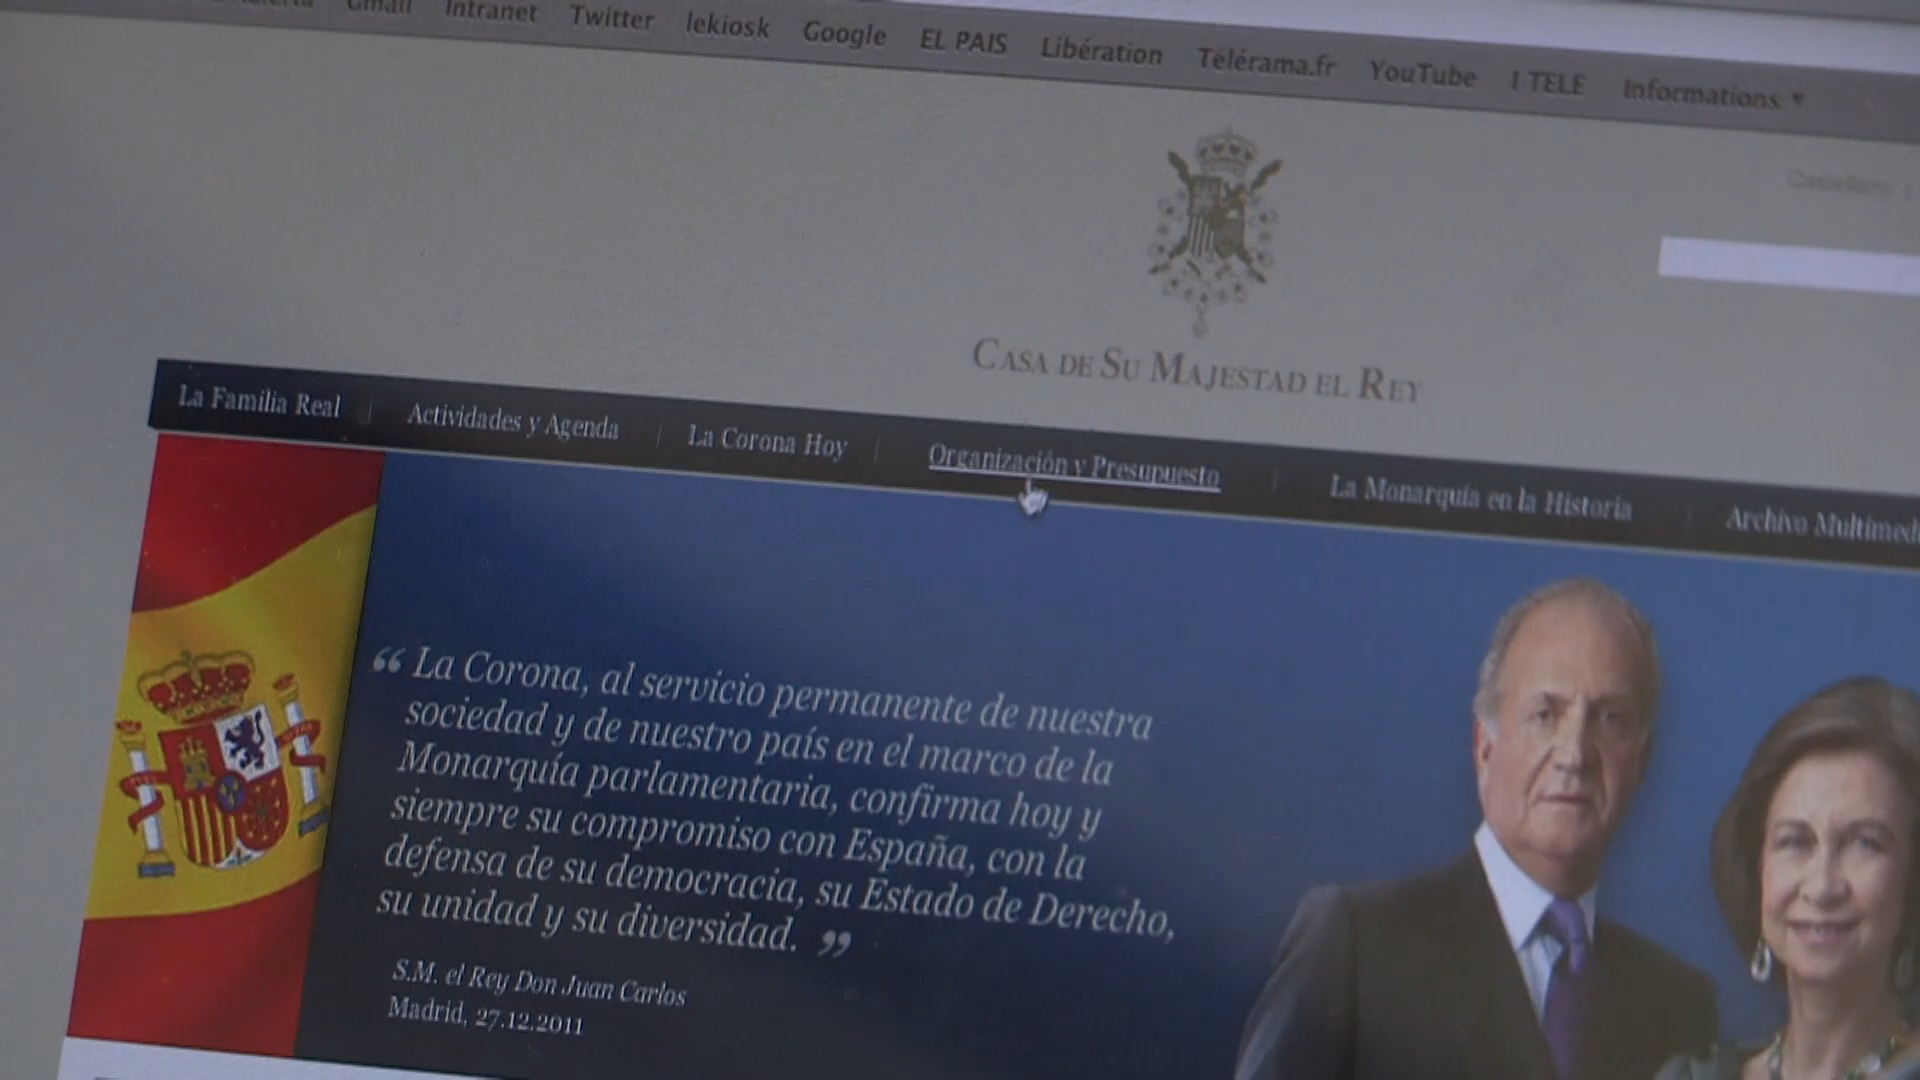 Gmail Intranet Twitter lekiosk Google EL PAIS Libération Telérama.fr YouTube I TELE Informations
CASA DE SU MAJESTAD EL REY
La Familia Real Actividades y Agenda La Corona Hoy Organización y Presupuesto La Monarquía en la Historia Archivo
“ La Corona, al servicio permanente de nuestra
sociedad y de nuestro país en el marco de la
Monarquía parlamentaria, confirma hoy y
siempre su compromiso con España, con la
defensa de su democracia, su Estado de Derecho,
su unidad y su diversidad. ”
S.M. el Rey Don Juan Carlos
Madrid, 27.12.2011